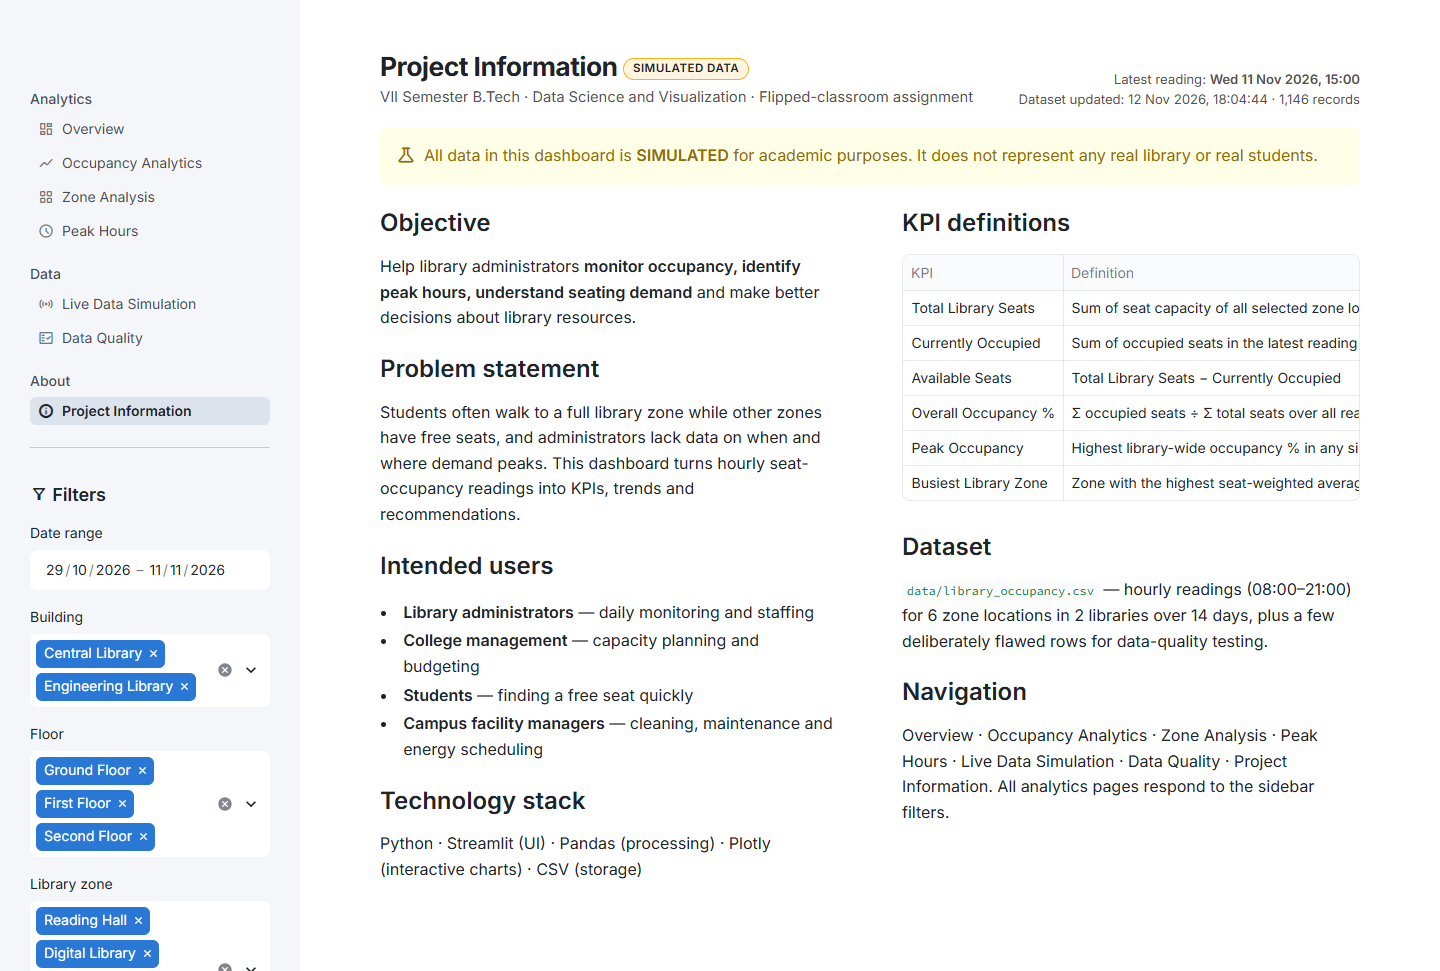 Analytics
Overview
Occupancy Analytics
Zone Analysis
Peak Hours
Data
Live Data Simulation
Data Quality
About
Project Information
Filters
Date range
29/10/2026 – 11/11/2026
Building
Central Library ×
Engineering Library ×
Floor
Ground Floor ×
First Floor ×
Second Floor ×
Library zone
Reading Hall ×
Digital Library ×
Project Information SIMULATED DATA
VII Semester B.Tech · Data Science and Visualization · Flipped-classroom assignment
Latest reading: Wed 11 Nov 2026, 15:00
Dataset updated: 12 Nov 2026, 18:04:44 · 1,146 records
All data in this dashboard is SIMULATED for academic purposes. It does not represent any real library or real students.
Objective
Help library administrators monitor occupancy, identify
peak hours, understand seating demand and make better
decisions about library resources.
Problem statement
Students often walk to a full library zone while other zones
have free seats, and administrators lack data on when and
where demand peaks. This dashboard turns hourly seat-
occupancy readings into KPIs, trends and
recommendations.
Intended users
• Library administrators — daily monitoring and staffing
• College management — capacity planning and
budgeting
• Students — finding a free seat quickly
• Campus facility managers — cleaning, maintenance and
energy scheduling
Technology stack
Python · Streamlit (UI) · Pandas (processing) · Plotly
(interactive charts) · CSV (storage)
KPI definitions
KPI Definition
Total Library Seats Sum of seat capacity of all selected zone lo
Currently Occupied Sum of occupied seats in the latest reading
Available Seats Total Library Seats − Currently Occupied
Overall Occupancy % Σ occupied seats ÷ Σ total seats over all rea
Peak Occupancy Highest library-wide occupancy % in any si
Busiest Library Zone Zone with the highest seat-weighted averag
Dataset
data/library_occupancy.csv — hourly readings (08:00–21:00)
for 6 zone locations in 2 libraries over 14 days, plus a few
deliberately flawed rows for data-quality testing.
Navigation
Overview · Occupancy Analytics · Zone Analysis · Peak
Hours · Live Data Simulation · Data Quality · Project
Information. All analytics pages respond to the sidebar
filters.